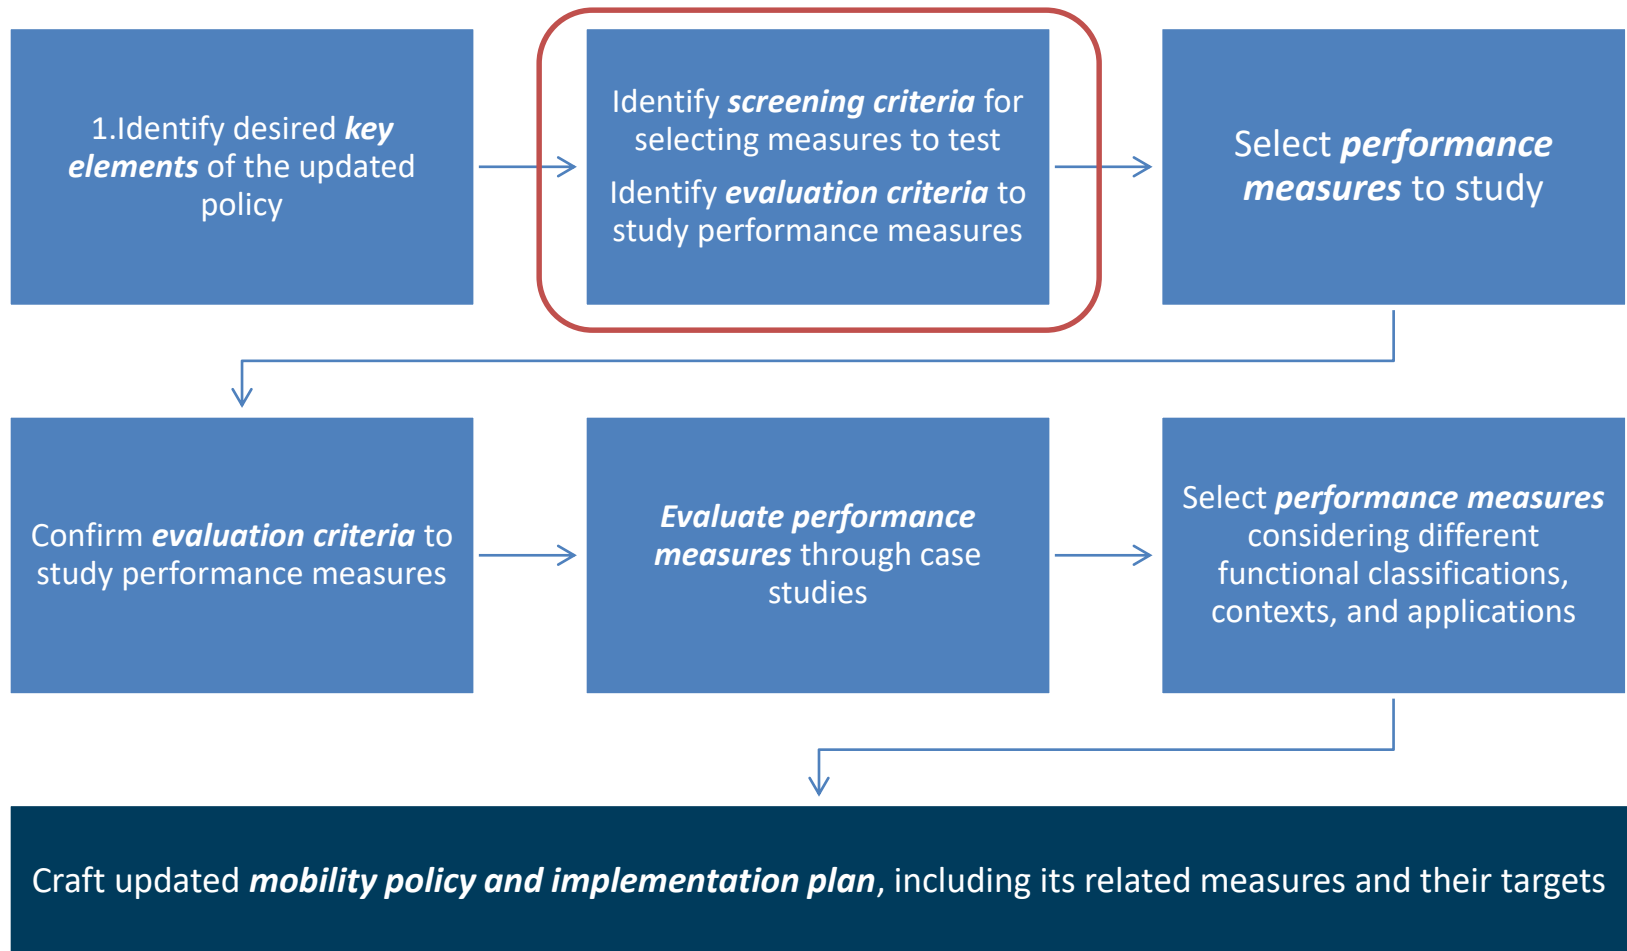 1.Identify desired key
elements of the updated
policy
Identify screening criteria for
selecting measures to test
Identify evaluation criteria to
study performance measures
Select performance
measures to study
Confirm evaluation criteria to
study performance measures
Evaluate performance
measures through case
studies
Select performance measures
considering different
functional classifications,
contexts, and applications
Craft updated mobility policy and implementation plan, including its related measures and their targets